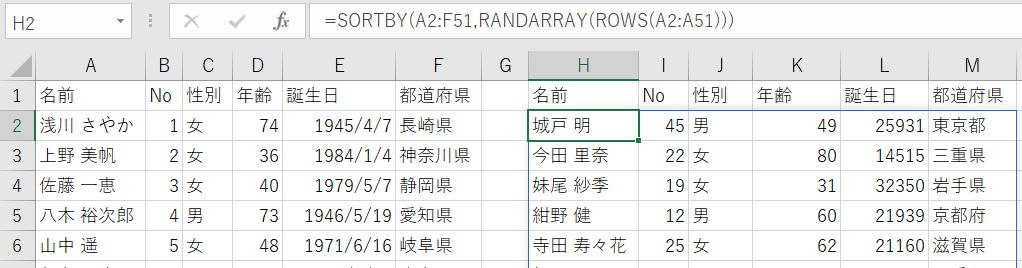 H2 fx =SORTBY(A2:F51,RANDARRAY(ROWS(A2:A51)))
A B C D E F G H I J K L M
1 名前 No 性別 年齢 誕生日 都道府県 名前 No 性別 年齢 誕生日 都道府県
2 浅川 さやか 1 女 74 1945/4/7 長崎県 城戸 明 45 男 49 25931 東京都
3 上野 美帆 2 女 36 1984/1/4 神奈川県 今田 里奈 22 女 80 14515 三重県
4 佐藤 一恵 3 女 40 1979/5/7 静岡県 妹尾 紗季 19 女 31 32350 岩手県
5 八木 裕次郎 4 男 73 1946/5/19 愛知県 紺野 健 12 男 60 21939 京都府
6 山中 遥 5 女 48 1971/6/16 岐阜県 寺田 寿々花 25 女 62 21160 滋賀県